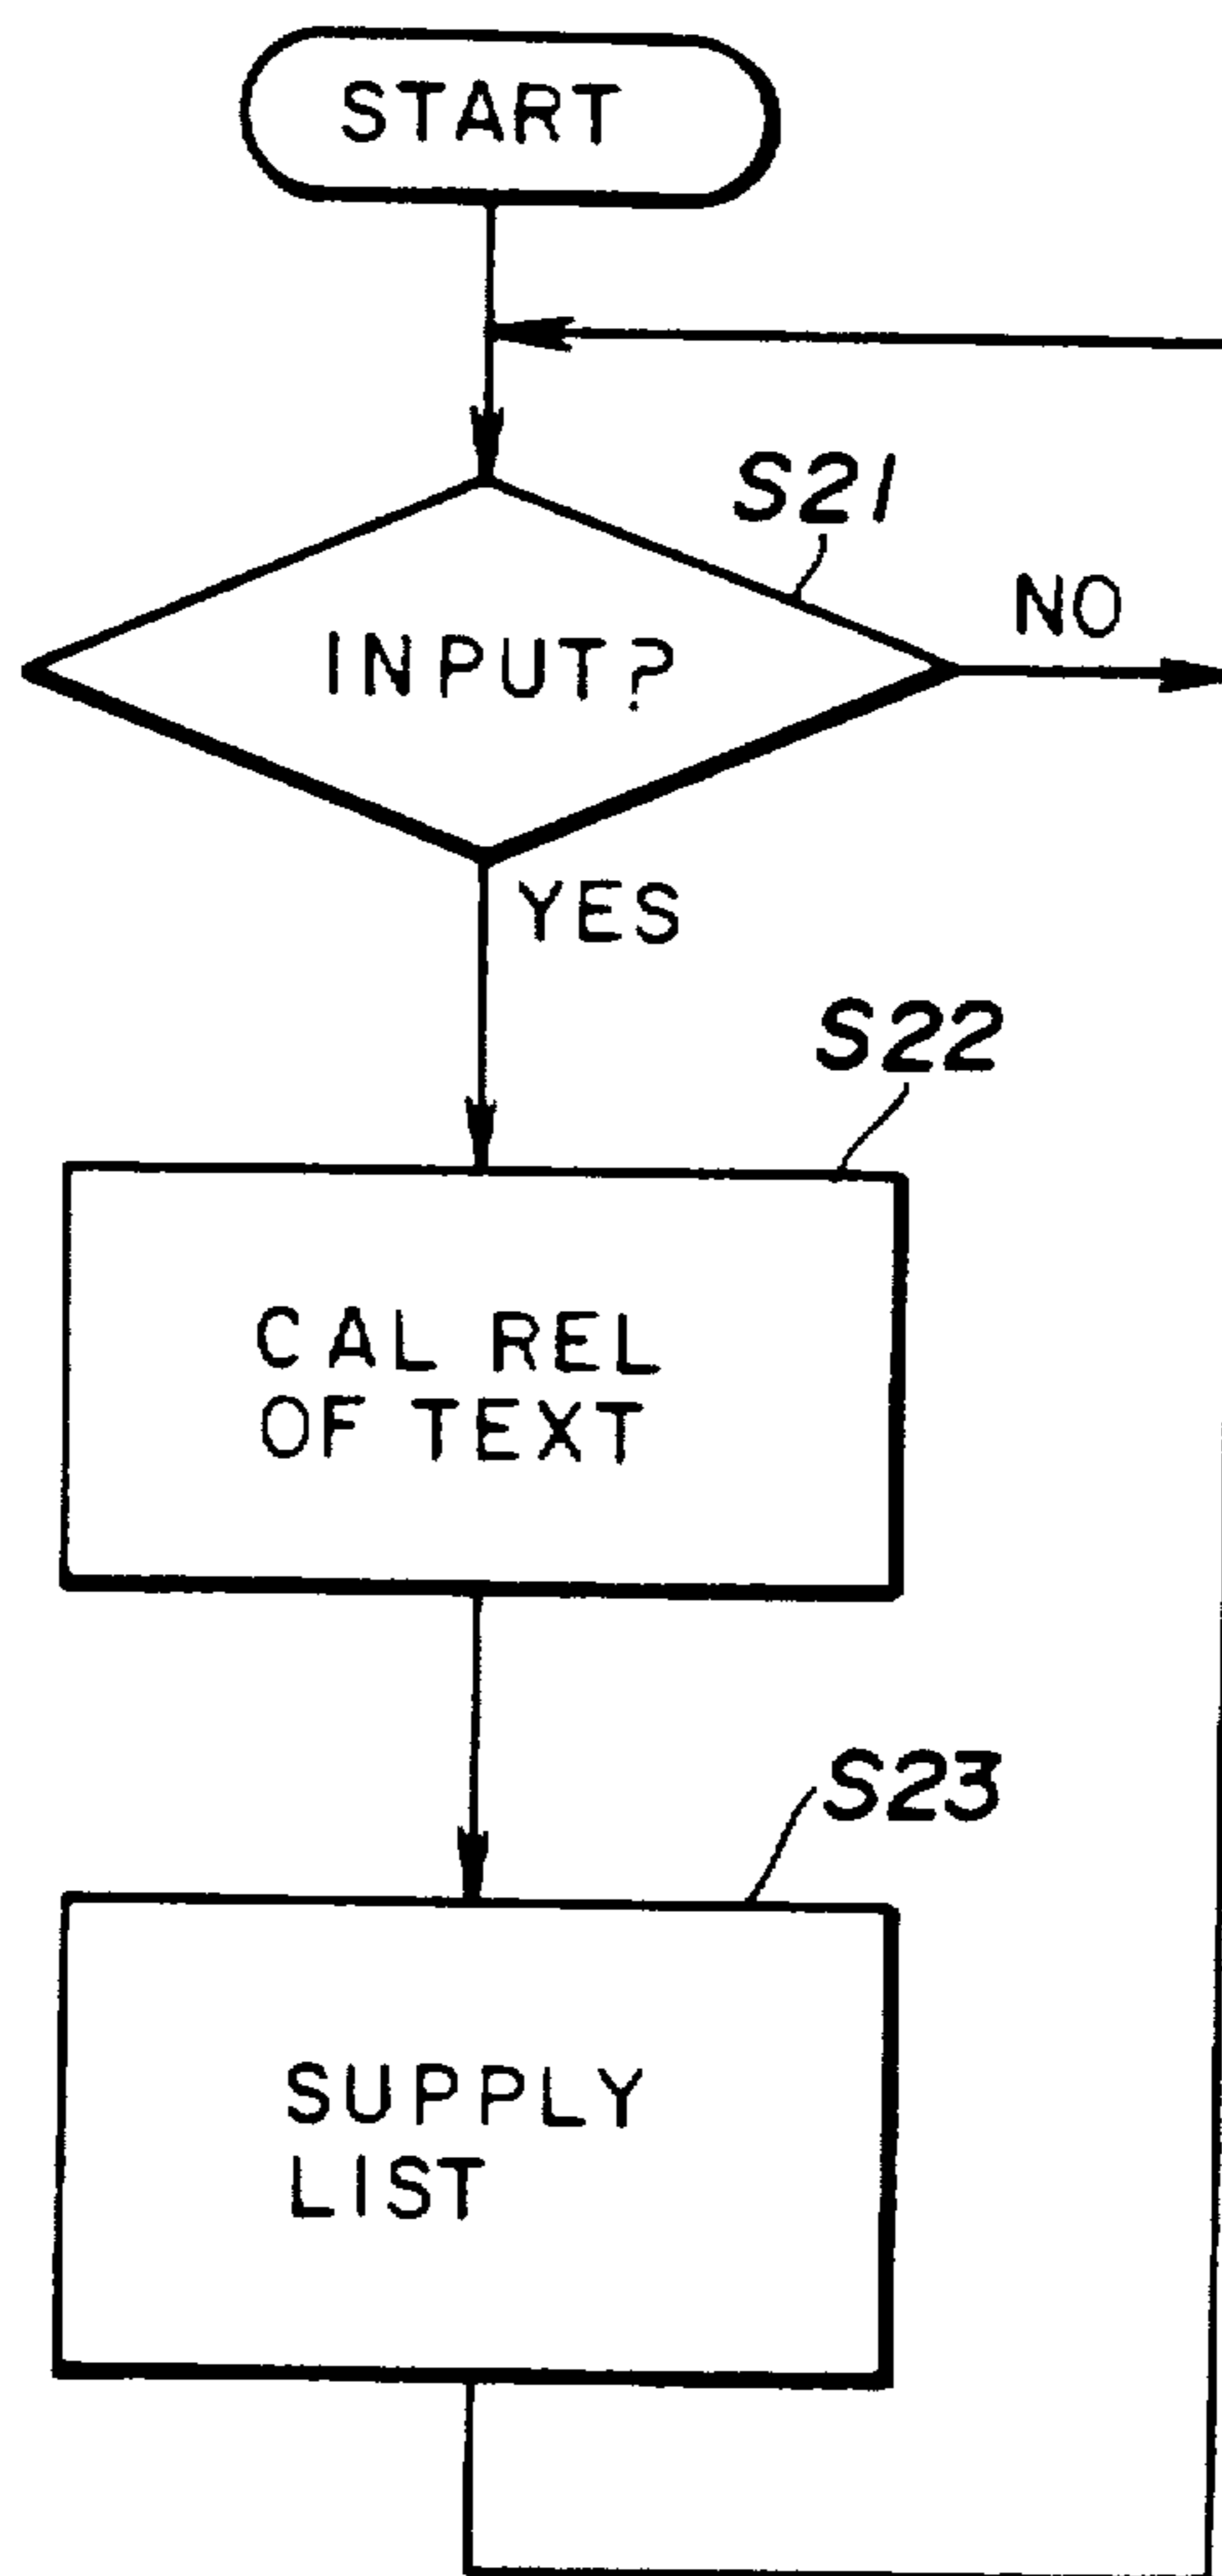 START
S21
INPUT?
NO
YES
S22
CAL REL
OF TEXT
S23
SUPPLY
LIST